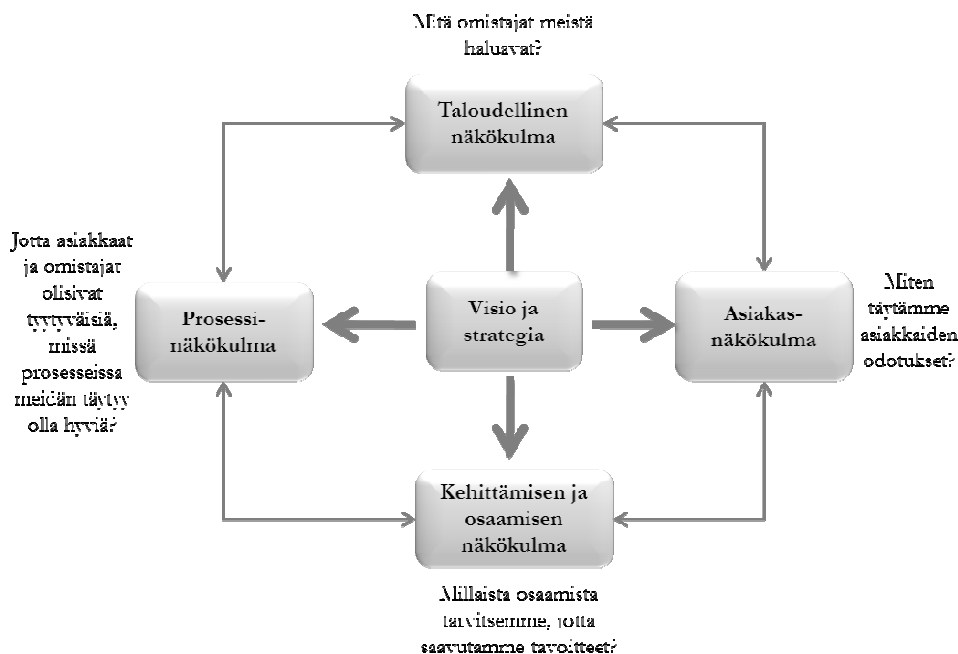 Mitä omistajat meistä
haluavat?
Taloudellinen
näkökulma
Jotta asiakkaat
ja omistajat
olisivat
tyytyväisiä,
missä
prosesseissa
meidän täytyy
olla hyviä?
Prosessi-
näkökulma
Visio ja
strategia
Asiakas-
näkökulma
Miten
täytämme
asiakkaiden
odotukset?
Kehittämisen ja
osaamisen
näkökulma
Millaista osaamista
tarvitsemme, jotta
saavutamme tavoitteet?